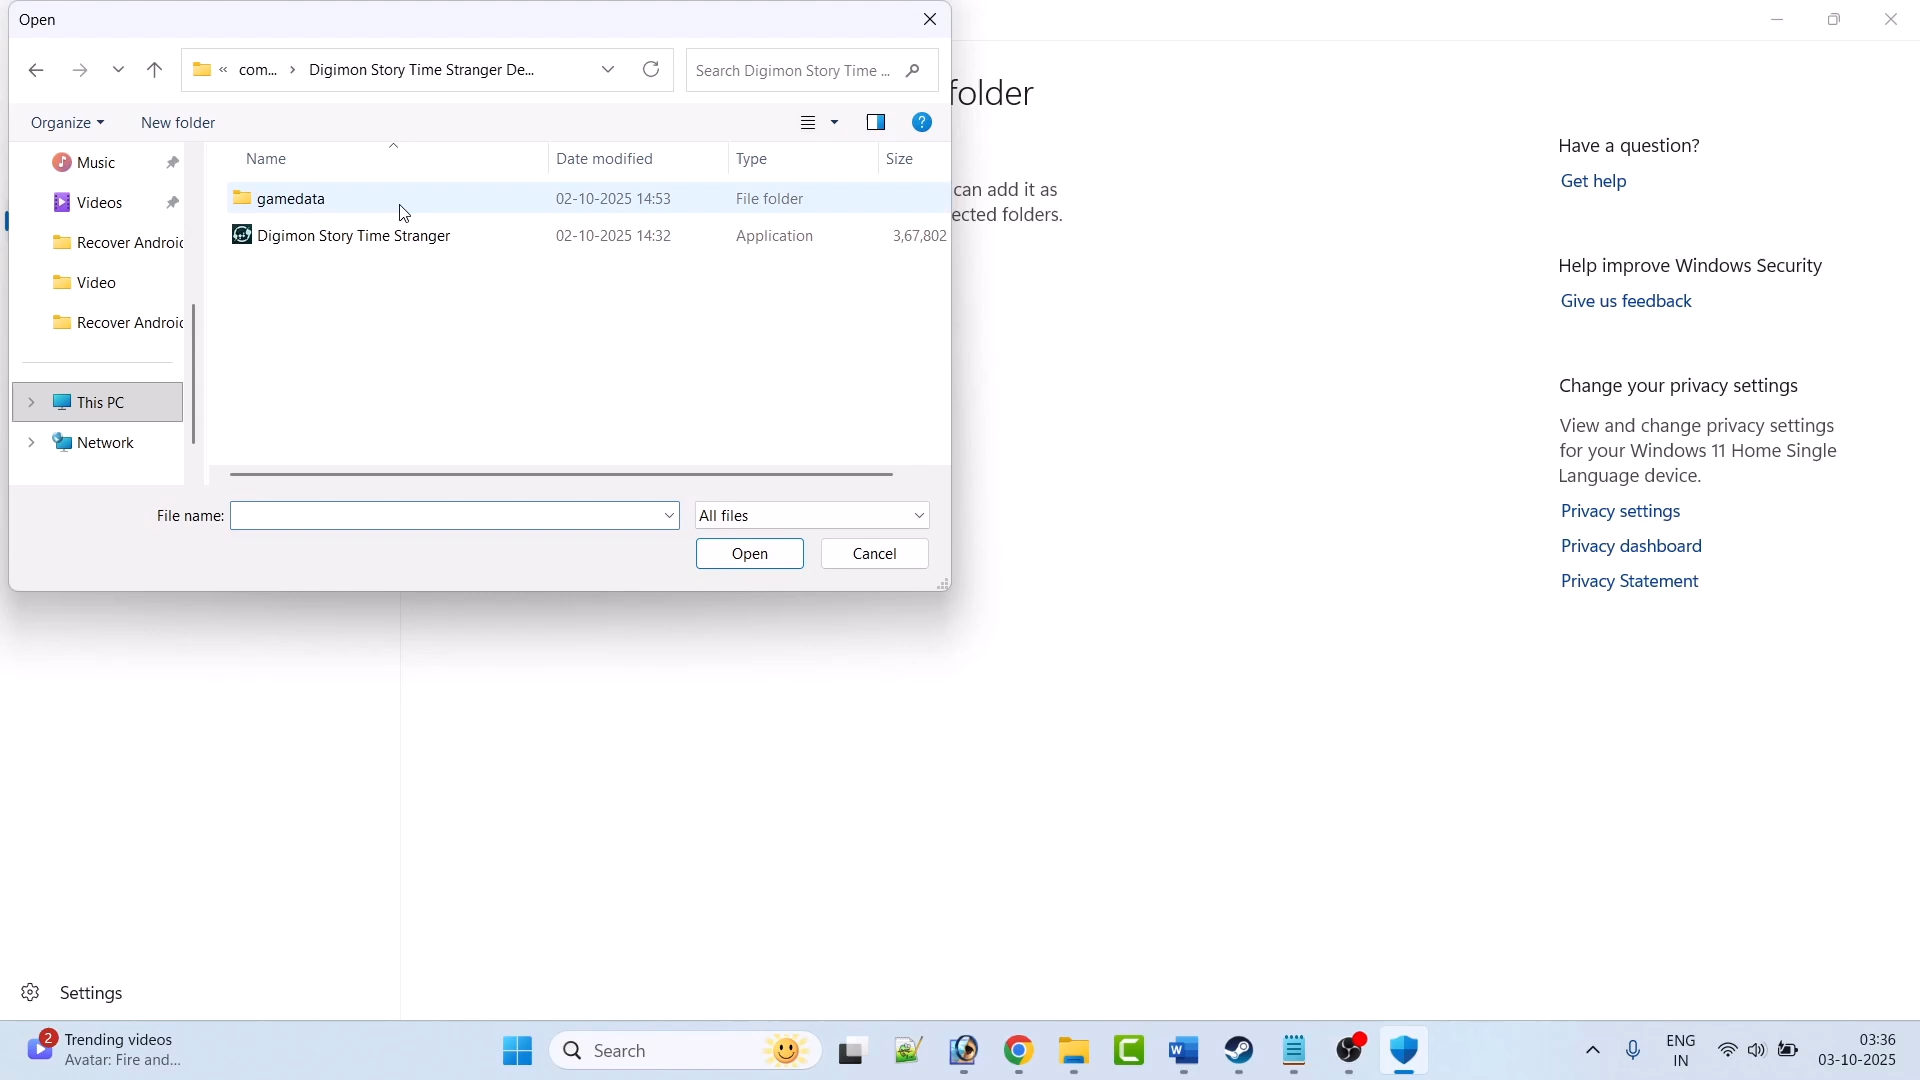 Open
com... › Digimon Story Time Stranger De...
Search Digimon Story Time ...
Organize
New folder
Music
Videos
Recover Androi
Video
Recover Androi
This PC
Network
Name
Date modified
Type
Size
gamedata
02-10-2025 14:53
File folder
Digimon Story Time Stranger
02-10-2025 14:32
Application
3,67,802
File name:
All files
Open
Cancel
folder
can add it as
ected folders.
Have a question?
Get help
Help improve Windows Security
Give us feedback
Change your privacy settings
View and change privacy settings
for your Windows 11 Home Single
Language device.
Privacy settings
Privacy dashboard
Privacy Statement
Settings
2
Trending videos
Avatar: Fire and...
Search
ENG
IN
03:36
03-10-2025